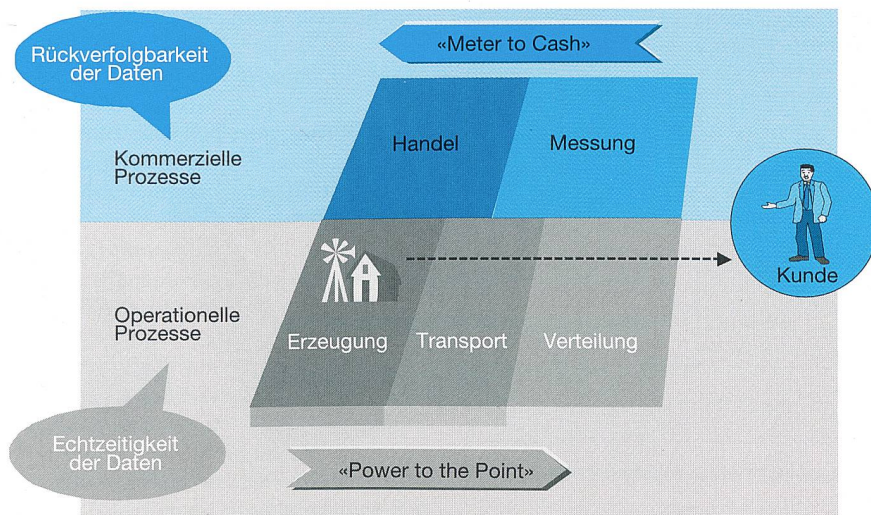 «Meter to Cash»
Rückverfolgbarkeit
der Daten
Handel
Messung
Kommerzielle
Prozesse
Kunde
Operationelle
Prozesse
Erzeugung
Transport
Verteilung
Echtzeitigkeit
der Daten
«Power to the Point»